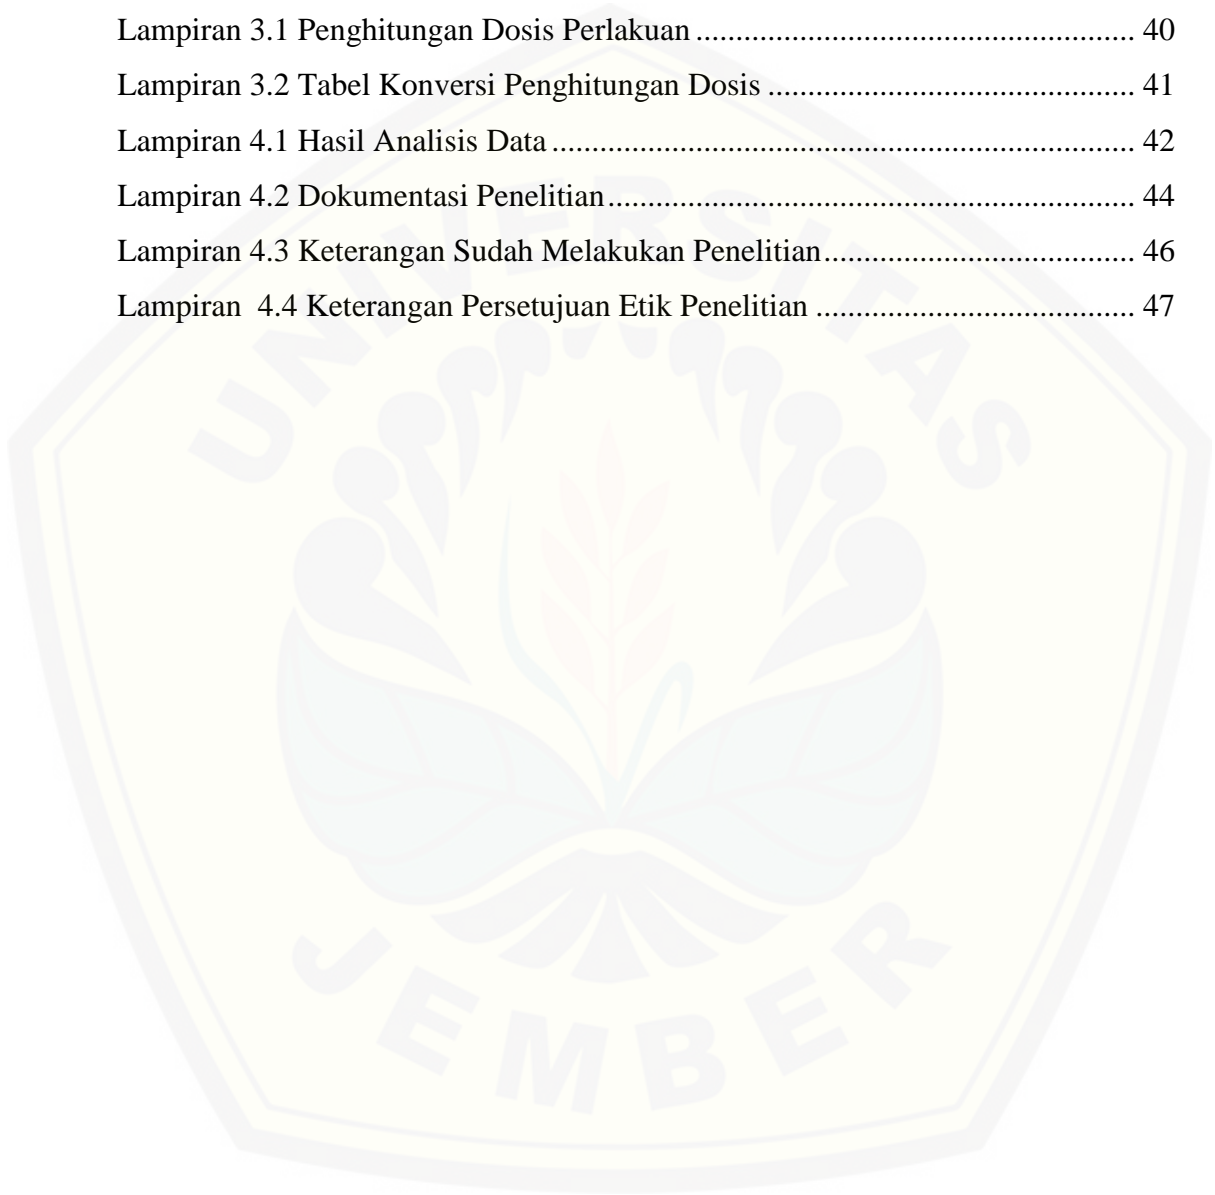 Lampiran 3.1 Penghitungan Dosis Perlakuan ...................................................... 40
Lampiran 3.2 Tabel Konversi Penghitungan Dosis ............................................. 41
Lampiran 4.1 Hasil Analisis Data ........................................................................ 42
Lampiran 4.2 Dokumentasi Penelitian ................................................................. 44
Lampiran 4.3 Keterangan Sudah Melakukan Penelitian ...................................... 46
Lampiran  4.4 Keterangan Persetujuan Etik Penelitian ....................................... 47
UNIVERSITAS
JEMBER